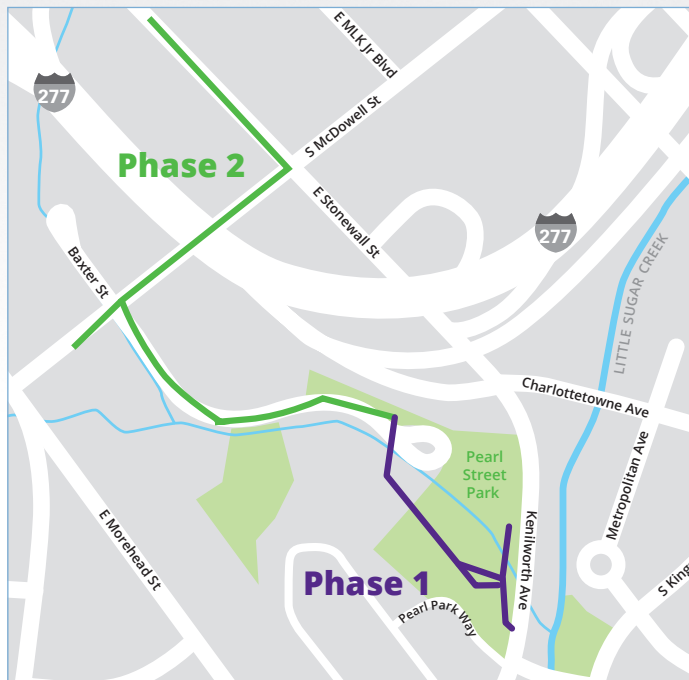 E MLK Jr Blvd
277
S McDowell St
Phase 2
E Stonewall St
277
Baxter St
LITTLE SUGAR CREEK
Charlottetowne Ave
Pearl
Street
Park
Metropolitan Ave
E Morehead St
Kenilworth Ave
Phase 1
S King
Pearl Park Way